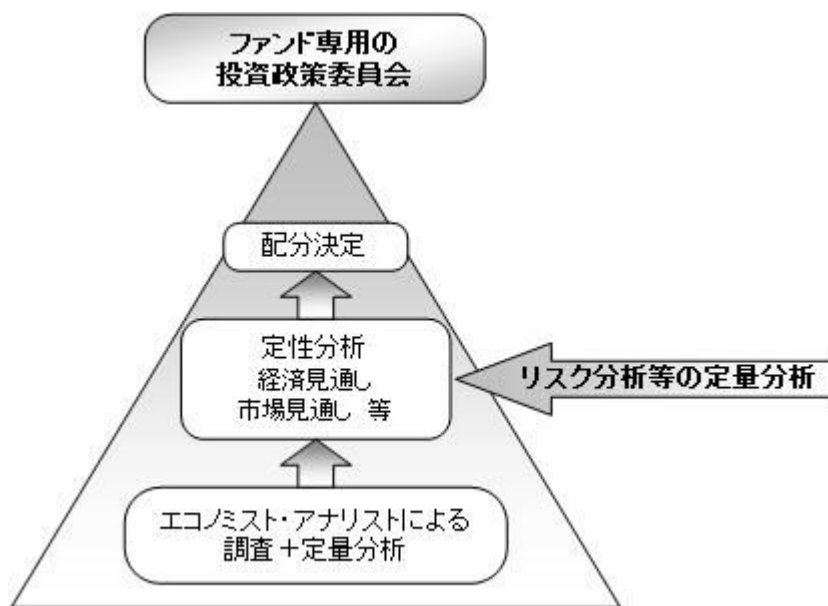 ファンド専用の
投資政策委員会
配分決定
定性分析
経済見通し
市場見通し 等
リスク分析等の定量分析
エコノミスト・アナリストによる
調査+定量分析